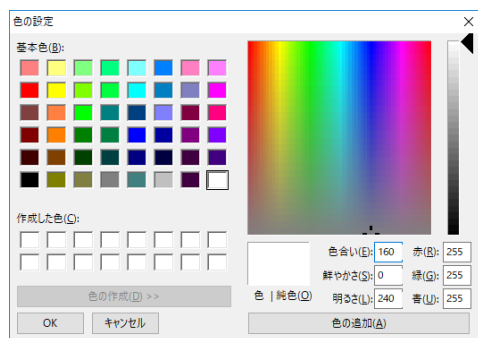 色の設定
基本色(B):
作成した色(C):
色の作成(D) >>
OK
キャンセル
色 | 純色(O)
色合い(E): 160
鮮やかさ(S): 0
明るさ(L): 240
赤(R): 255
緑(G): 255
青(U): 255
色の追加(A)